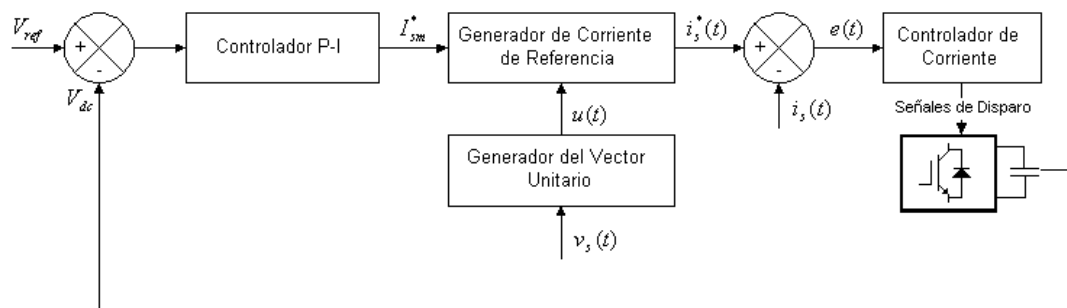 V_ref
+
-
V_dc
Controlador P-I
I*_sm
Generador de Corriente
de Referencia
i*_s(t)
+
-
e(t)
Controlador de
Corriente
i_s(t)
Señales de Disparo
u(t)
Generador del Vector
Unitario
v_s(t)